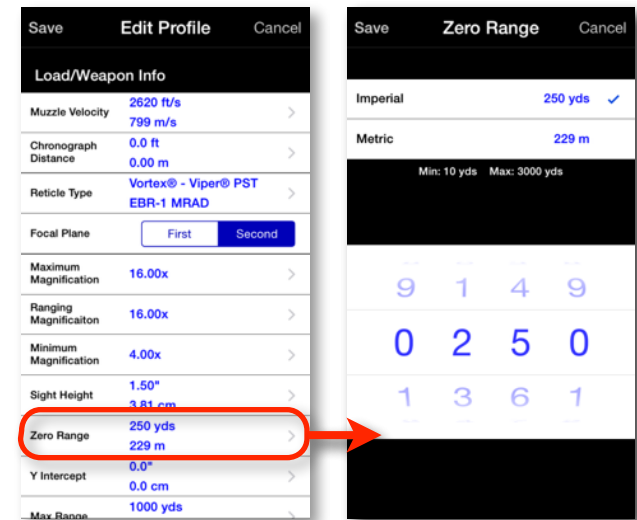 Save Edit Profile Cancel
Load/Weapon Info
Muzzle Velocity 2620 ft/s
799 m/s
Chronograph Distance 0.0 ft
0.00 m
Reticle Type Vortex® - Viper® PST
EBR-1 MRAD
Focal Plane First Second
Maximum Magnification 16.00x
Ranging Magnificaiton 16.00x
Minimum Magnification 4.00x
Sight Height 1.50"
3.81 cm
Zero Range 250 yds
229 m
Y Intercept 0.0"
0.0 cm
Max Range 1000 yds
Save Zero Range Cancel
Imperial 250 yds ✓
Metric 229 m
Min: 10 yds Max: 3000 yds
9 1 4 9
0 2 5 0
1 3 6 1